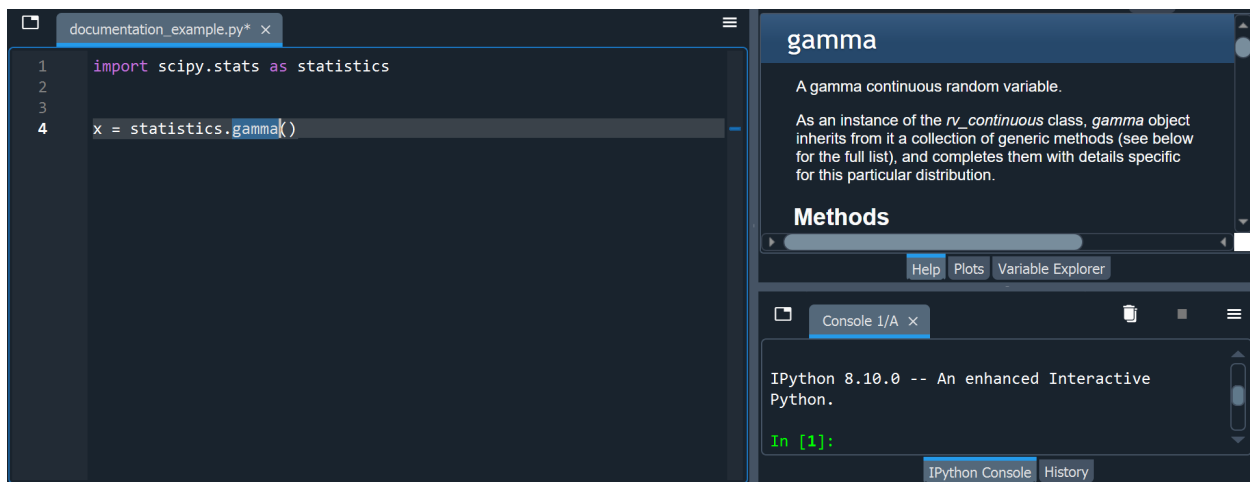 documentation_example.py* ×
1 import scipy.stats as statistics
2
3
4 x = statistics.gamma()
gamma
A gamma continuous random variable.
As an instance of the rv_continuous class, gamma object
inherits from it a collection of generic methods (see below
for the full list), and completes them with details specific
for this particular distribution.
Methods
Help Plots Variable Explorer
Console 1/A ×
IPython 8.10.0 -- An enhanced Interactive
Python.
In [1]:
IPython Console History